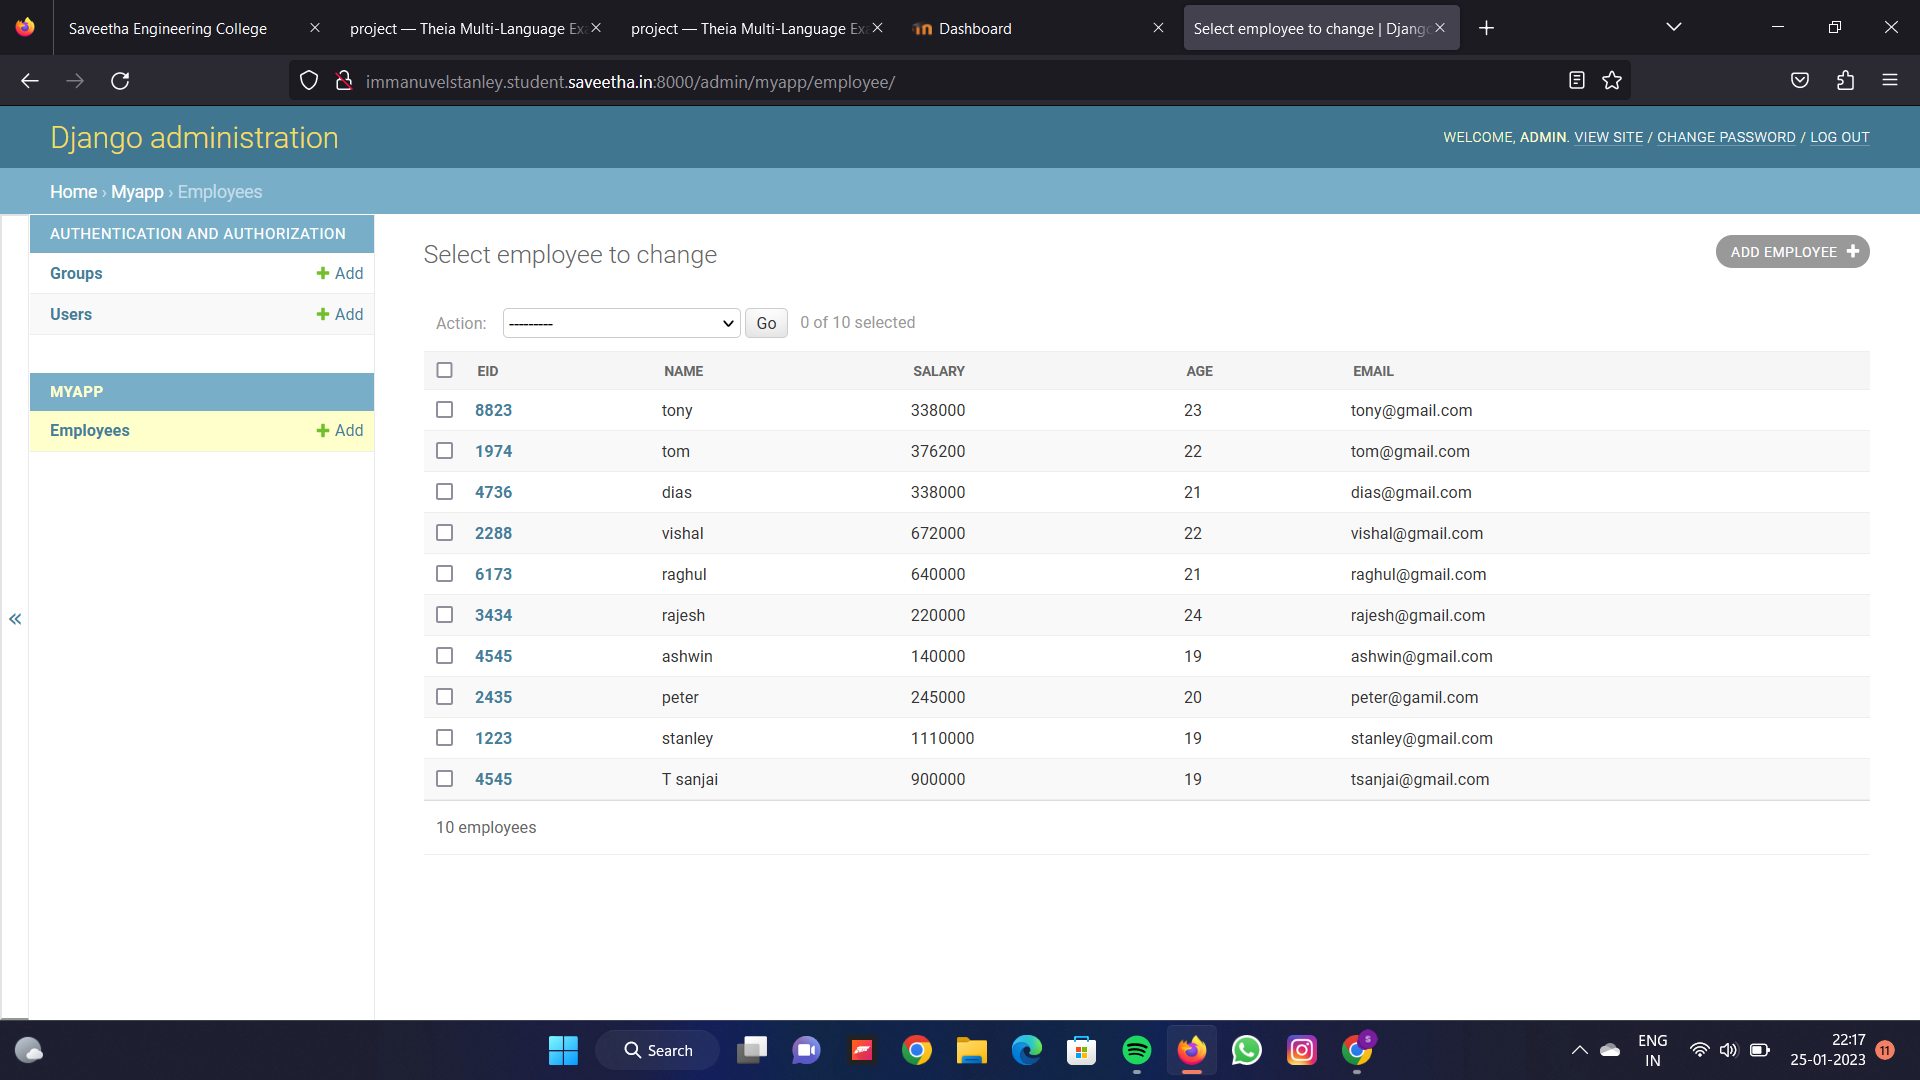 Saveetha Engineering College
project — Theia Multi-Language Ex
project — Theia Multi-Language Ex
Dashboard
Select employee to change | Django
immanuvelstanley.student.saveetha.in:8000/admin/myapp/employee/
Django administration
WELCOME, ADMIN. VIEW SITE / CHANGE PASSWORD / LOG OUT
Home › Myapp › Employees
AUTHENTICATION AND AUTHORIZATION
Groups + Add
Users + Add
MYAPP
Employees + Add
«
Select employee to change
ADD EMPLOYEE +
Action: --------- Go 0 of 10 selected
EID NAME SALARY AGE EMAIL
8823 tony 338000 23 tony@gmail.com
1974 tom 376200 22 tom@gmail.com
4736 dias 338000 21 dias@gmail.com
2288 vishal 672000 22 vishal@gmail.com
6173 raghul 640000 21 raghul@gmail.com
3434 rajesh 220000 24 rajesh@gmail.com
4545 ashwin 140000 19 ashwin@gmail.com
2435 peter 245000 20 peter@gamil.com
1223 stanley 1110000 19 stanley@gmail.com
4545 T sanjai 900000 19 tsanjai@gmail.com
10 employees
Search
S
ENG
IN
22:17
25-01-2023
11